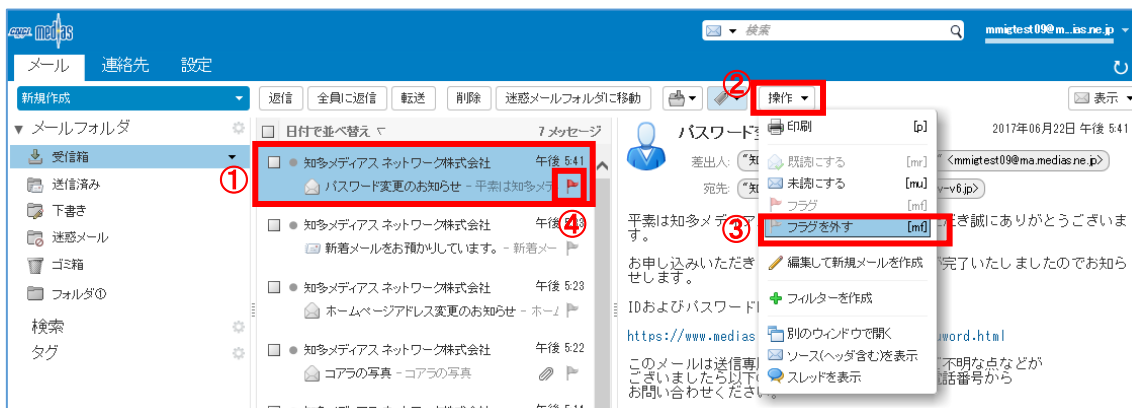 cncr medias
検索
mmigtest09@m...ias.ne.jp
メール 連絡先 設定
新規作成
返信 全員に返信 転送 削除 迷惑メールフォルダに移動
②
操作
表示
メールフォルダ
受信箱
送信済み
下書き
迷惑メール
ゴミ箱
フォルダ①
検索
タグ
日付で並べ替え
7 メッセージ
①
知多メディアス ネットワーク株式会社 午後 5:41
パスワード変更のお知らせ - 平素は知多メデ
④
知多メディアス ネットワーク株式会社 午後
新着メールをお預かりしています。 - 新着メー
知多メディアス ネットワーク株式会社 午後 5:23
ホームページアドレス変更のお知らせ - ホーム
知多メディアス ネットワーク株式会社 午後 5:22
コアラの写真 - コアラの写真
パスワード
2017年06月22日 午後 5:41
差出人: "知
" <mmigtest09@ma.medias.ne.jp>
宛先: "知
-v6.jp>
平素は知多メディア
だき誠にありがとうございま
す。
お申し込みいただき
完了いたしましたのでお知ら
せします。
IDおよびパスワード
https://www.medias
word.html
このメールは送信専
不明な点などが
ございましたら以下
話番号から
お問い合わせください。
印刷 [p]
既読にする [mr]
未読にする [mu]
フラグ [mf]
③
フラグを外す [mf]
編集して新規メールを作成
フィルターを作成
別のウィンドウで開く
ソース(ヘッダ含む)を表示
スレッドを表示